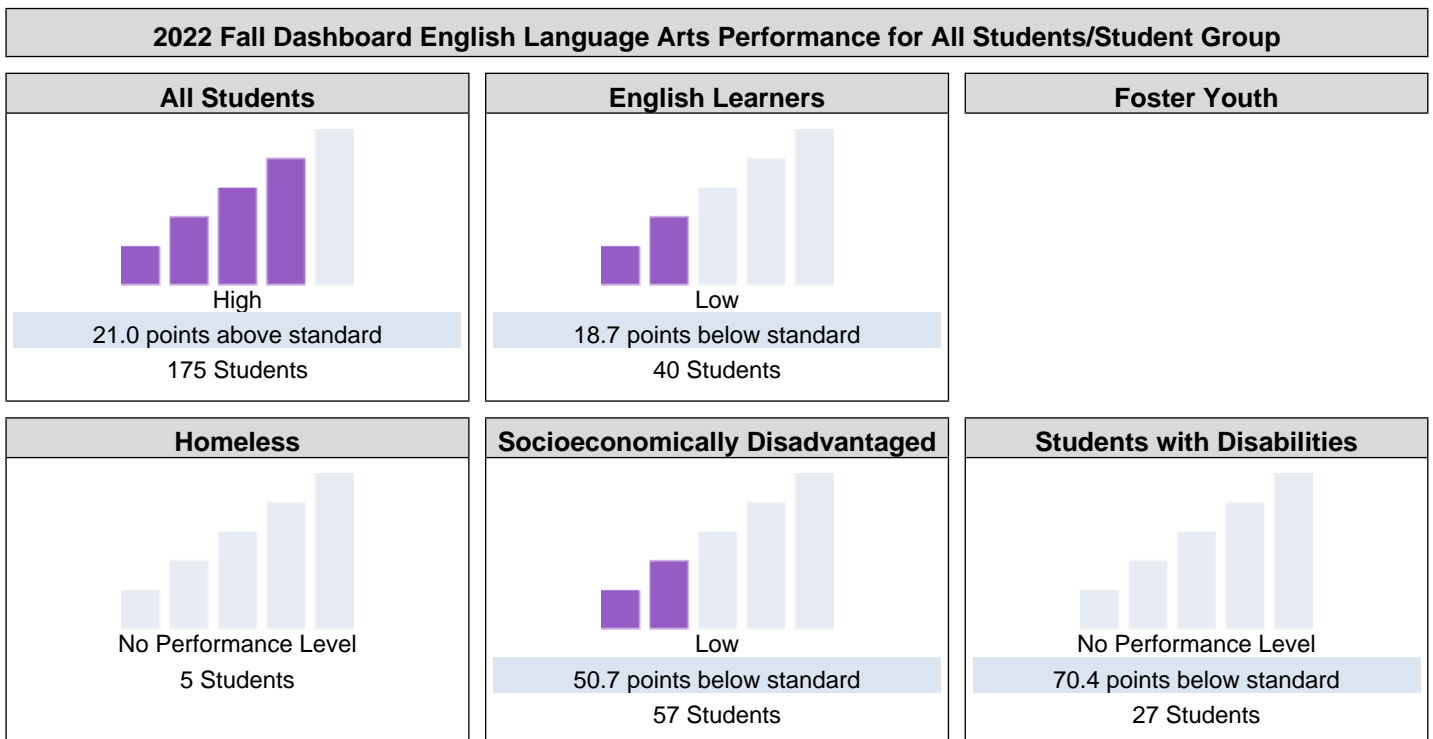 2022 Fall Dashboard English Language Arts Performance for All Students/Student Group
All Students
High
21.0 points above standard
175 Students
English Learners
Low
18.7 points below standard
40 Students
Foster Youth
Homeless
No Performance Level
5 Students
Socioeconomically Disadvantaged
Low
50.7 points below standard
57 Students
Students with Disabilities
No Performance Level
70.4 points below standard
27 Students